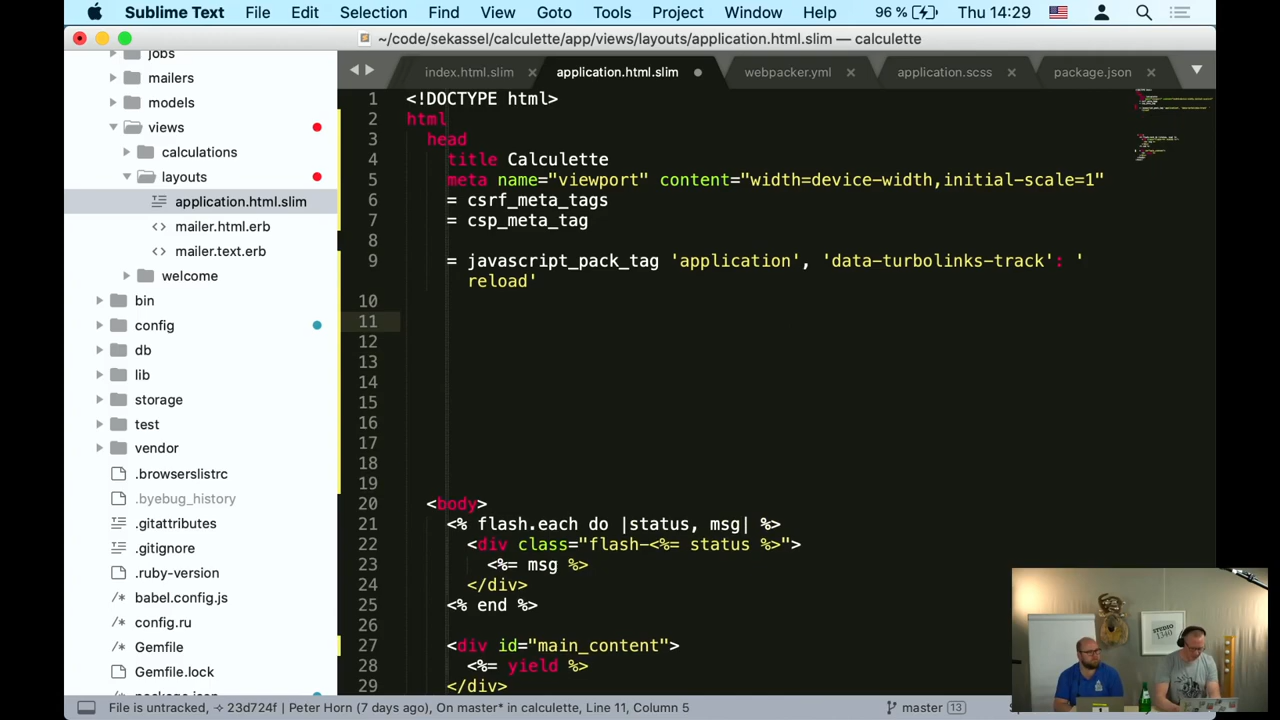 Sublime Text File Edit Selection Find View Goto Tools Project Window Help 96 % Thu 14:29
~/code/sekassel/calculette/app/views/layouts/application.html.slim — calculette
index.html.slim application.html.slim webpacker.yml application.scss package.json
jobs
mailers
models
views
calculations
layouts
application.html.slim
mailer.html.erb
mailer.text.erb
welcome
bin
config
db
lib
storage
test
vendor
.browserslistrc
.byebug_history
.gitattributes
.gitignore
.ruby-version
babel.config.js
config.ru
Gemfile
Gemfile.lock
package.json
1 <!DOCTYPE html>
2 html
3 head
4 title Calculette
5 meta name="viewport" content="width=device-width,initial-scale=1"
6 = csrf_meta_tags
7 = csp_meta_tag
8
9 = javascript_pack_tag 'application', 'data-turbolinks-track': '
reload'
10
11
12
13
14
15
16
17
18
19
20 <body>
21 <% flash.each do |status, msg| %>
22 <div class="flash-<%= status %>">
23 <%= msg %>
24 </div>
25 <% end %>
26
27 <div id="main_content">
28 <%= yield %>
29 </div>
STUDIO
1340
File is untracked, 23d724f | Peter Horn (7 days ago), On master* in calculette, Line 11, Column 5 master 13